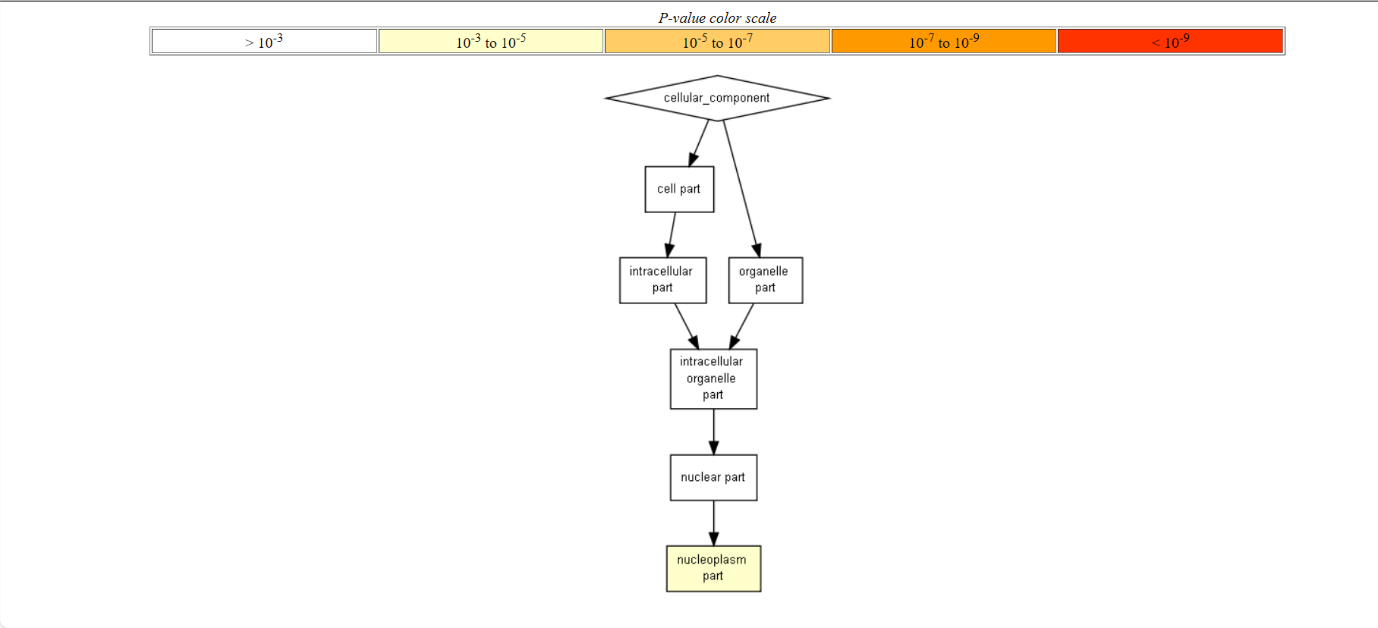 P-value color scale
> 10⁻³ 10⁻³ to 10⁻⁵ 10⁻⁵ to 10⁻⁷ 10⁻⁷ to 10⁻⁹ < 10⁻⁹
cellular_component
cell part
intracellular
part
organelle
part
intracellular
organelle
part
nuclear part
nucleoplasm
part